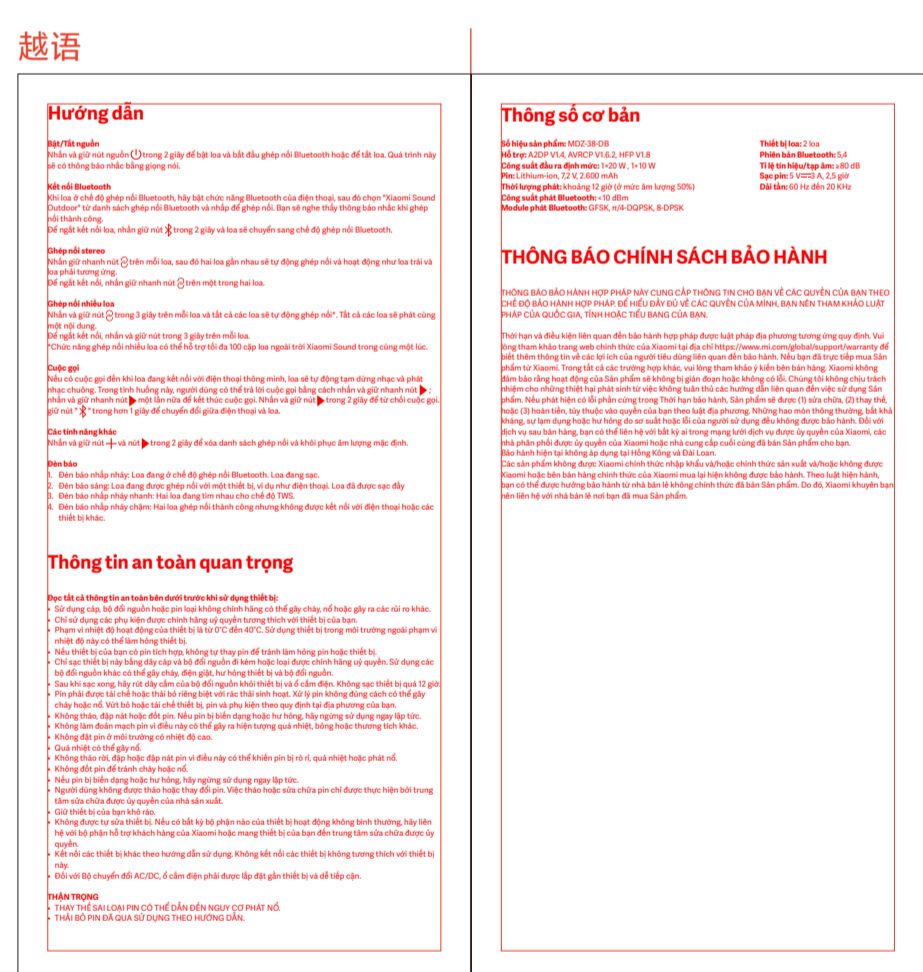 越语
Hướng dẫn
Bật/Tắt nguồn
Nhấn và giữ nút nguồn trong 2 giây để bật loa và bắt đầu ghép nối Bluetooth hoặc để tắt loa. Quá trình này
sẽ có thông báo nhắc bằng giọng nói.
Kết nối Bluetooth
Khi loa ở chế độ ghép nối Bluetooth, hãy bật chức năng Bluetooth của điện thoại, sau đó chọn "Xiaomi Sound
Outdoor" từ danh sách ghép nối Bluetooth và nhấp để ghép nối. Bạn sẽ nghe thấy thông báo nhắc khi ghép
nối thành công.
Để ngắt kết nối loa, nhấn giữ nút trong 2 giây và loa sẽ chuyển sang chế độ ghép nối Bluetooth.
Ghép nối stereo
Nhấn giữ nhanh nút trên mỗi loa, sau đó hai loa gần nhau sẽ tự động ghép nối và hoạt động như loa trái và
loa phải tương ứng.
Để ngắt kết nối, nhấn giữ nhanh nút trên một trong hai loa.
Ghép nối nhiều loa
Nhấn và giữ nút trong 3 giây trên mỗi loa và tất cả các loa sẽ tự động ghép nối*. Tất cả các loa sẽ phát cùng
một nội dung.
Để ngắt kết nối, nhấn giữ nút trong 3 giây trên mỗi loa.
*Chức năng ghép nối nhiều loa có thể hỗ trợ tối đa 100 cặp loa ngoài trời Xiaomi Sound trong cùng một lúc.
Cuộc gọi
Nếu có cuộc gọi đến khi loa đang kết nối với điện thoại thông minh, loa sẽ tự động tạm dừng nhạc và phát
nhạc chuông. Trong tình huống này, người dùng có thể trả lời cuộc gọi bằng cách nhấn và giữ nhanh nút ;
nhấn và giữ nhanh nút một lần nữa để kết thúc cuộc gọi. Nhấn và giữ nút trong 2 giây để từ chối cuộc gọi.
giữ nút " " trong hơn 1 giây để chuyển đổi giữa điện thoại và loa.
Các tính năng khác
Nhấn và giữ nút + và nút trong 2 giây để xóa danh sách ghép nối và khôi phục âm lượng mặc định.
Đèn báo
1. Đèn báo nhấp nháy: Loa đang ở chế độ ghép nối Bluetooth. Loa đang sạc.
2. Đèn báo sáng: Loa đang được ghép nối với một thiết bị, ví dụ như điện thoại. Loa đã được sạc đầy
3. Đèn báo nhấp nháy nhanh: Hai loa đang tìm nhau cho chế độ TWS.
4. Đèn báo nhấp nháy chậm: Hai loa ghép nối thành công nhưng không được kết nối với điện thoại hoặc các
thiết bị khác.
Thông tin an toàn quan trọng
Đọc tất cả thông tin an toàn bên dưới trước khi sử dụng thiết bị:
• Sử dụng cáp, bộ đổi nguồn hoặc pin loại không chính hãng có thể gây cháy, nổ hoặc gây ra các rủi ro khác.
• Chỉ sử dụng các phụ kiện được chính hãng uỷ quyền tương thích với thiết bị của bạn.
• Phạm vi nhiệt độ hoạt động của thiết bị là từ 0°C đến 40°C. Sử dụng thiết bị trong môi trường ngoài phạm vi
nhiệt độ này có thể làm hỏng thiết bị.
• Nếu thiết bị của bạn có pin tích hợp, không tự thay pin để tránh làm hỏng pin hoặc thiết bị.
• Chỉ sạc thiết bị này bằng dây cáp và bộ đổi nguồn đi kèm hoặc loại được chính hãng uỷ quyền. Sử dụng các
bộ đổi nguồn khác có thể gây cháy, điện giật, hư hỏng thiết bị và bộ đổi nguồn.
• Sau khi sạc xong, hãy rút dây cắm của bộ đổi nguồn khỏi thiết bị và ổ cắm điện. Không sạc thiết bị quá 12 giờ.
• Pin phải được tái chế hoặc thải bỏ riêng biệt với rác thải sinh hoạt. Xử lý pin không đúng cách có thể gây
cháy hoặc nổ. Vứt bỏ hoặc tái chế thiết bị, pin và phụ kiện theo quy định tại địa phương của bạn.
• Không tháo, đập nát hoặc đốt pin. Nếu pin bị biến dạng hoặc hư hỏng, hãy ngừng sử dụng ngay lập tức.
• Không làm đoản mạch pin vì điều này có thể gây ra hiện tượng quá nhiệt, bỏng hoặc thương tích khác.
• Không đặt pin ở môi trường có nhiệt độ cao.
• Quá nhiệt có thể gây nổ.
• Không tháo rời, đập hoặc đập nát pin vì điều này có thể khiến pin bị rò rỉ, quá nhiệt hoặc phát nổ.
• Không đốt pin để tránh cháy hoặc nổ.
• Nếu pin bị biến dạng hoặc hư hỏng, hãy ngừng sử dụng ngay lập tức.
• Người dùng không được tháo hoặc thay đổi pin. Việc tháo hoặc sửa chữa pin chỉ được thực hiện bởi trung
tâm sửa chữa được ủy quyền của nhà sản xuất.
• Giữ thiết bị của bạn khô ráo.
• Không được tự sửa thiết bị. Nếu có bất kỳ bộ phận nào của thiết bị hoạt động không bình thường, hãy liên
hệ với bộ phận hỗ trợ khách hàng của Xiaomi hoặc mang thiết bị của bạn đến trung tâm sửa chữa được ủy
quyền.
• Kết nối các thiết bị khác theo hướng dẫn sử dụng. Không kết nối các thiết bị không tương thích với thiết bị
này.
• Đối với Bộ chuyển đổi AC/DC, ổ cắm điện phải được lắp đặt gần thiết bị và dễ tiếp cận.
THẬN TRỌNG
• THAY THẾ SAI LOẠI PIN CÓ THỂ DẪN ĐẾN NGUY CƠ PHÁT NỔ.
• THẢI BỎ PIN ĐÃ QUA SỬ DỤNG THEO HƯỚNG DẪN.
Thông số cơ bản
Số hiệu sản phẩm: MDZ-38-DB
Hỗ trợ: A2DP V1.4, AVRCP V1.6.2, HFP V1.8
Công suất đầu ra định mức: 1×20 W , 1×10 W
Pin: Lithium-ion, 7,2 V, 2.600 mAh
Thời lượng phát: khoảng 12 giờ (ở mức âm lượng 50%)
Công suất phát Bluetooth: <10 dBm
Module phát Bluetooth: GFSK, π/4-DQPSK, 8-DPSK
Thiết bị loa: 2 loa
Phiên bản Bluetooth: 5,4
Tỉ lệ tín hiệu/tạp âm: ≥80 dB
Sạc pin: 5 V⎓3 A, 2,5 giờ
Dải tần: 60 Hz đến 20 KHz
THÔNG BÁO CHÍNH SÁCH BẢO HÀNH
THÔNG BÁO BẢO HÀNH HỢP PHÁP NÀY CUNG CẤP THÔNG TIN CHO BẠN VỀ CÁC QUYỀN CỦA BẠN THEO
CHẾ ĐỘ BẢO HÀNH HỢP PHÁP. ĐỂ HIỂU ĐẦY ĐỦ VỀ CÁC QUYỀN CỦA MÌNH, BẠN NÊN THAM KHẢO LUẬT
PHÁP CỦA QUỐC GIA, TỈNH HOẶC TIỂU BANG CỦA BẠN.
Thời hạn và điều kiện liên quan đến bảo hành hợp pháp được luật pháp địa phương tương ứng quy định. Vui
lòng tham khảo trang web chính thức của Xiaomi tại địa chỉ https://www.mi.com/global/support/warranty để
biết thêm thông tin về các lợi ích của người tiêu dùng liên quan đến bảo hành. Nếu bạn đã trực tiếp mua Sản
phẩm từ Xiaomi. Trong tất cả các trường hợp khác, vui lòng tham khảo ý kiến bên bán hàng. Xiaomi không
đảm bảo rằng hoạt động của Sản phẩm sẽ không bị gián đoạn hoặc không có lỗi. Chúng tôi không chịu trách
nhiệm cho những thiệt hại phát sinh từ việc không tuân thủ các hướng dẫn liên quan đến việc sử dụng Sản
phẩm. Nếu phát hiện có lỗi phần cứng trong Thời hạn bảo hành, Sản phẩm sẽ được (1) sửa chữa, (2) thay thế,
hoặc (3) hoàn tiền, tùy thuộc vào quyền của bạn theo luật địa phương. Những hao mòn thông thường, bất khả
kháng, sự lạm dụng hoặc hư hỏng do sơ suất hoặc lỗi của người sử dụng đều không được bảo hành. Đối với
dịch vụ sau bán hàng, bạn có thể liên hệ với bất kỳ ai trong mạng lưới dịch vụ được ủy quyền của Xiaomi, các
nhà phân phối được ủy quyền của Xiaomi hoặc nhà cung cấp cuối cùng đã bán Sản phẩm cho bạn.
Bảo hành hiện tại không áp dụng tại Hồng Kông và Đài Loan.
Các sản phẩm không được Xiaomi chính thức nhập khẩu và/hoặc chính thức sản xuất và/hoặc không được
Xiaomi hoặc bên bán hàng chính thức của Xiaomi mua lại hiện không được bảo hành. Theo luật hiện hành,
bạn có thể được hưởng bảo hành từ nhà bán lẻ không chính thức đã bán Sản phẩm. Do đó, Xiaomi khuyên bạn
nên liên hệ với nhà bán lẻ nơi bạn đã mua Sản phẩm.